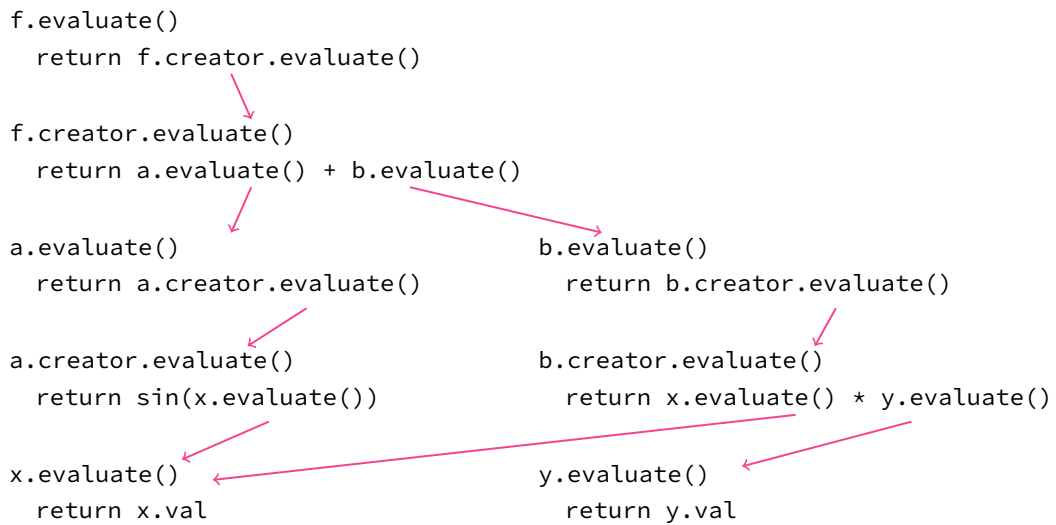 f.evaluate()
return f.creator.evaluate()
f.creator.evaluate()
return a.evaluate() + b.evaluate()
a.evaluate()
return a.creator.evaluate()
b.evaluate()
return b.creator.evaluate()
a.creator.evaluate()
return sin(x.evaluate())
b.creator.evaluate()
return x.evaluate() * y.evaluate()
x.evaluate()
return x.val
y.evaluate()
return y.val